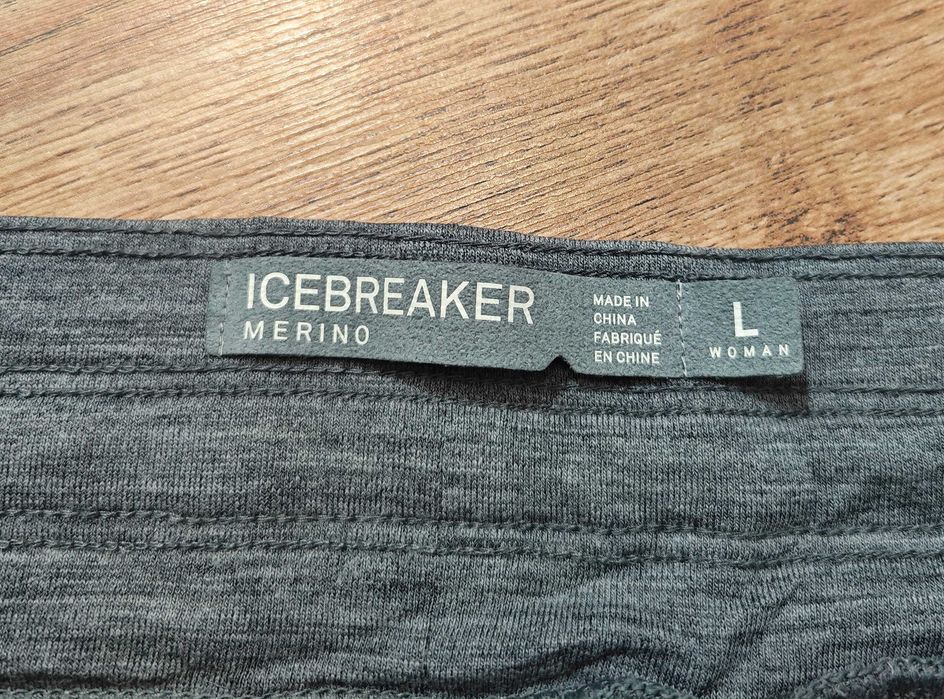 ICEBREAKER
MERINO
MADE IN
CHINA
FABRIQUÉ
EN CHINE
L
WOMAN